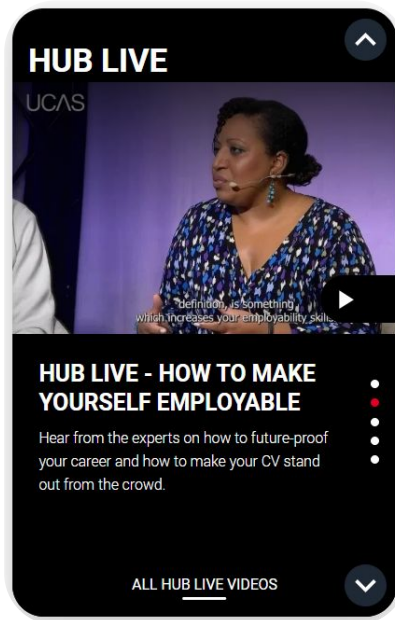 HUB LIVE
UCAS
definition, is something
which increases your employability skil...
HUB LIVE - HOW TO MAKE
YOURSELF EMPLOYABLE
Hear from the experts on how to future-proof
your career and how to make your CV stand
out from the crowd.
ALL HUB LIVE VIDEOS